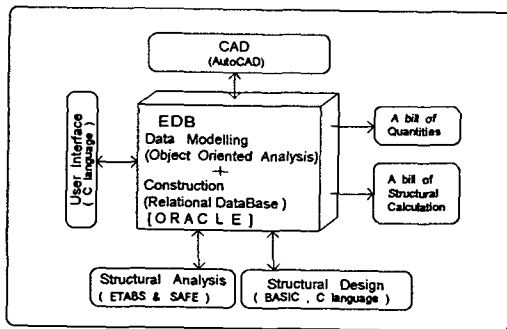 CAD
(AutoCAD)
User Interface
( C language )
EDB
Data Modelling
(Object Oriented Analysis)
+
Construction
(Relational DataBase )
[ O R A C L E ]
A bill of
Quantities
A bill of
Structural
Calculation
Structural Analysis
( ETABS & SAFE )
Structural Design
( BASIC , C language )